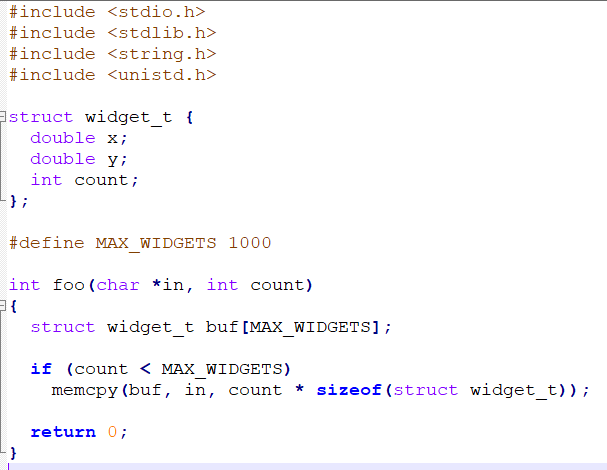 #include <stdio.h>
#include <stdlib.h>
#include <string.h>
#include <unistd.h>
struct widget_t {
  double x;
  double y;
  int count;
};
#define MAX_WIDGETS 1000
int foo(char *in, int count)
{
  struct widget_t buf[MAX_WIDGETS];
  if (count < MAX_WIDGETS)
    memcpy(buf, in, count * sizeof(struct widget_t));
  return 0;
}